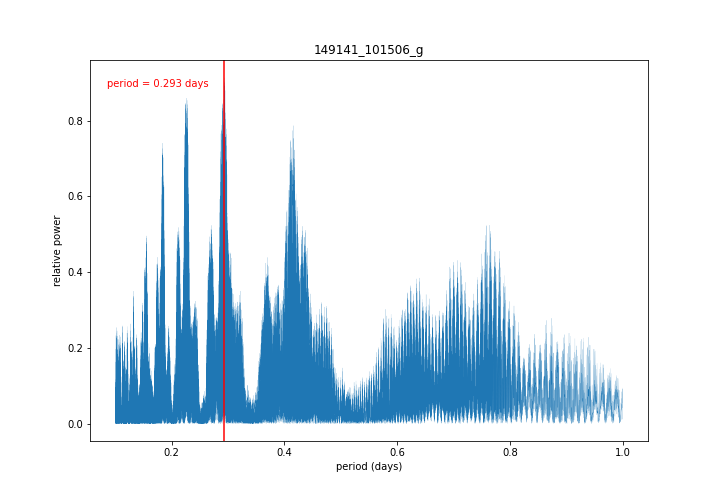 149141_101506_g
period = 0.293 days
relative power
0.8
0.6
0.4
0.2
0.0
0.2 0.4 0.6 0.8 1.0
period (days)